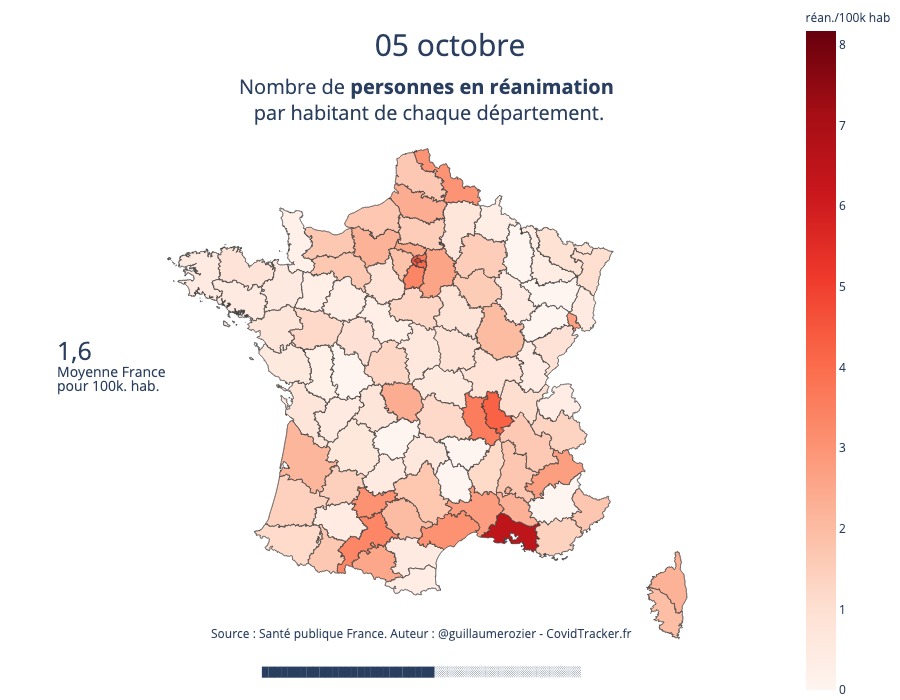 réan./100k hab
05 octobre
Nombre de personnes en réanimation
par habitant de chaque département.
8
7
6
5
4
3
2
1
0
1,6
Moyenne France
pour 100k. hab.
Source : Santé publique France. Auteur : @guillaumerozier - CovidTracker.fr